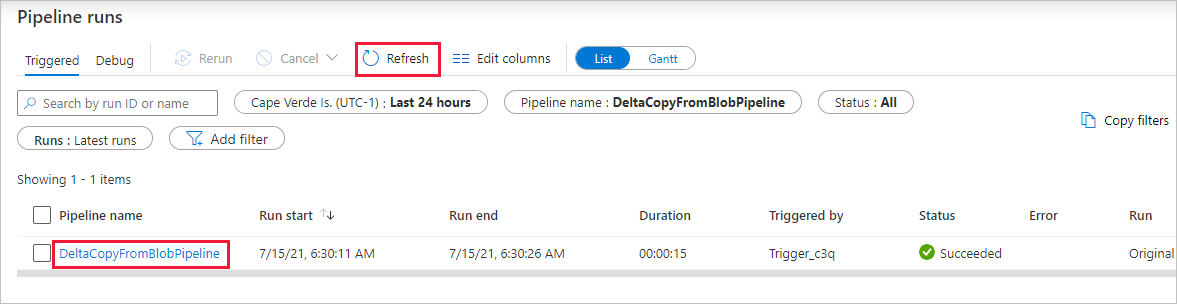 Pipeline runs
Triggered Debug Rerun Cancel Refresh Edit columns List Gantt
Search by run ID or name Cape Verde Is. (UTC-1) : Last 24 hours Pipeline name : DeltaCopyFromBlobPipeline Status : All
Copy filters
Runs : Latest runs Add filter
Showing 1 - 1 items
Pipeline name Run start Run end Duration Triggered by Status Error Run
DeltaCopyFromBlobPipeline 7/15/21, 6:30:11 AM 7/15/21, 6:30:26 AM 00:00:15 Trigger_c3q Succeeded Original